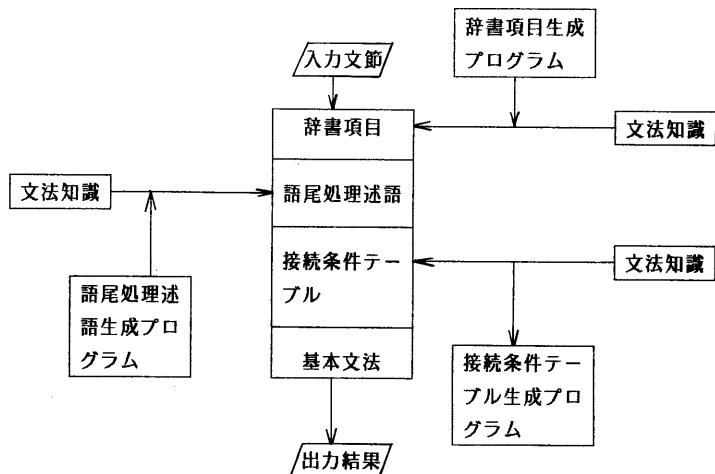 辞書項目生成
プログラム
入力文節
辞書項目
文法知識
文法知識
語尾処理述語
接続条件テー
ブル
文法知識
語尾処理述
語生成プロ
グラム
基本文法
接続条件テー
ブル生成プロ
グラム
出力結果